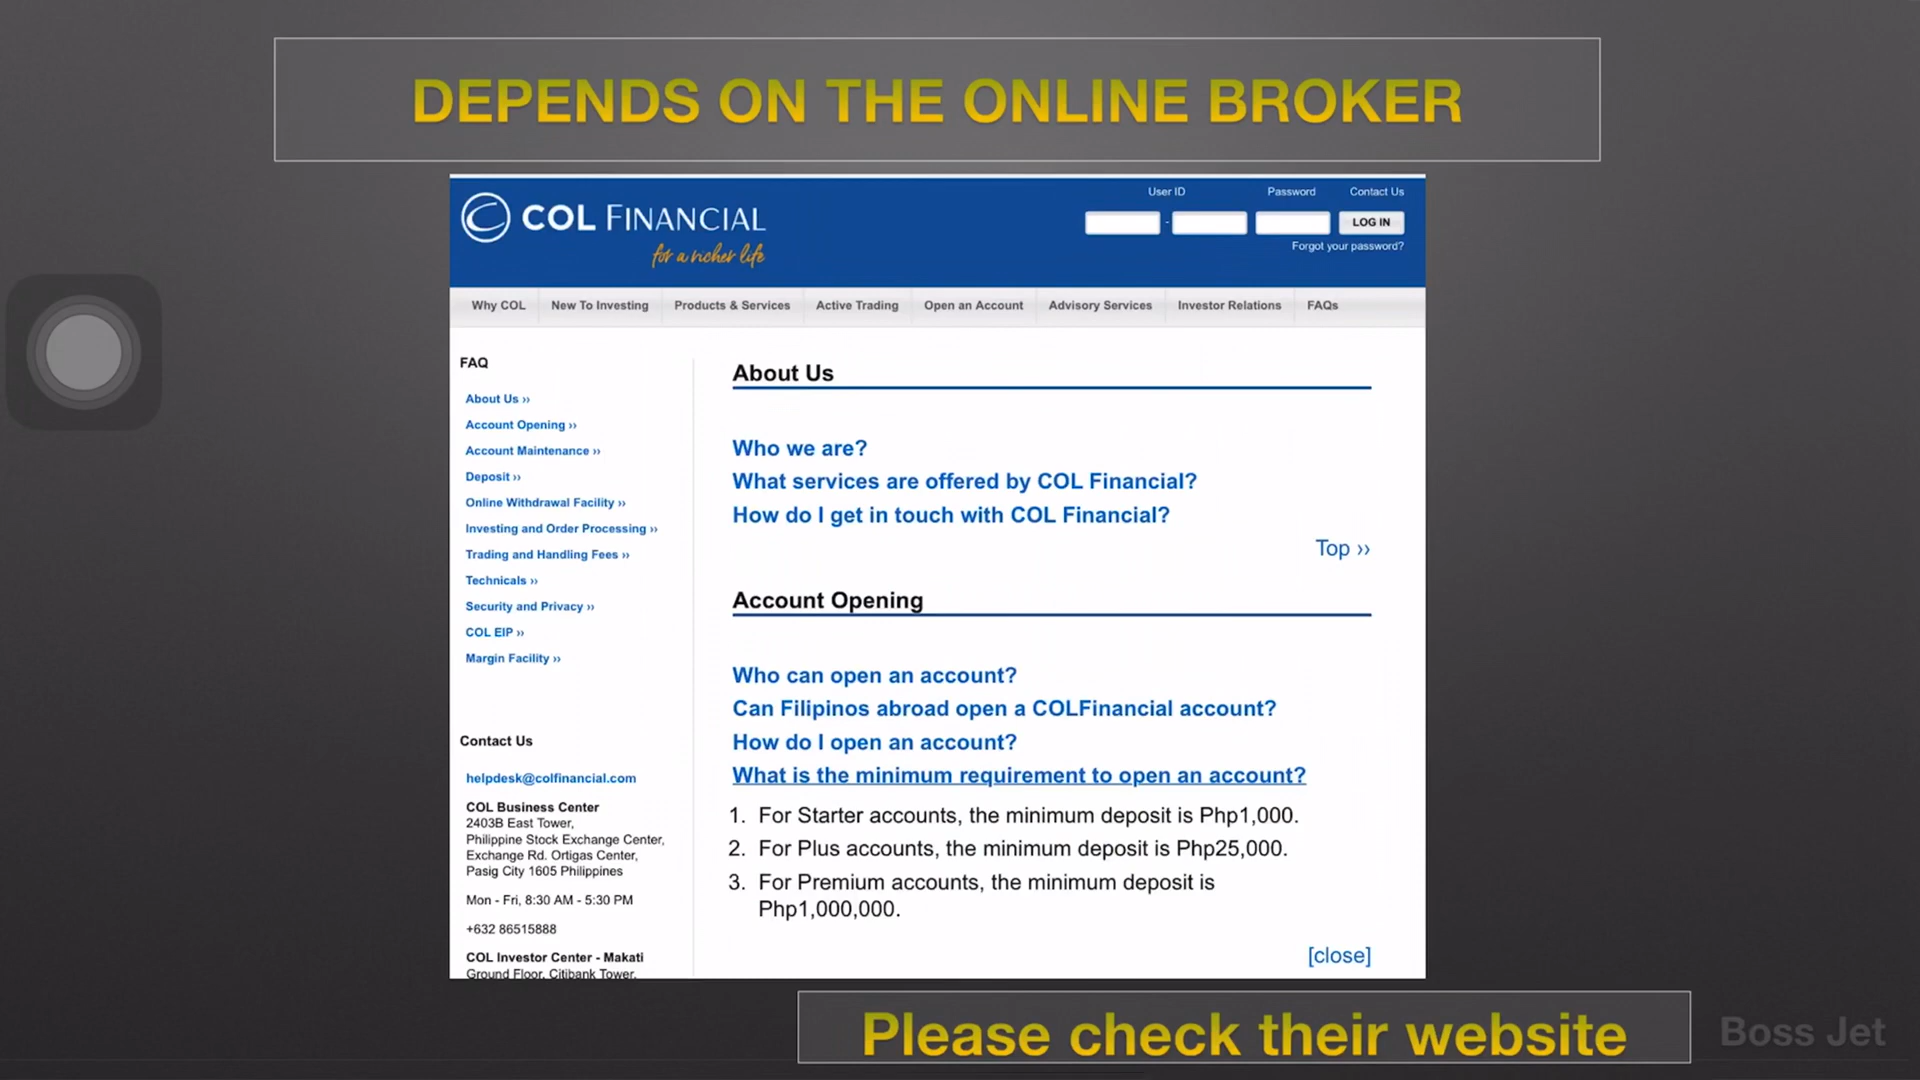 DEPENDS ON THE ONLINE BROKER
COL FINANCIAL
for a richer life
User ID
Password
Contact Us
-
LOG IN
Forgot your password?
Why COL
New To Investing
Products & Services
Active Trading
Open an Account
Advisory Services
Investor Relations
FAQs
FAQ
About Us ››
Account Opening ››
Account Maintenance ››
Deposit ››
Online Withdrawal Facility ››
Investing and Order Processing ››
Trading and Handling Fees ››
Technicals ››
Security and Privacy ››
COL EIP ››
Margin Facility ››
Contact Us
helpdesk@colfinancial.com
COL Business Center
2403B East Tower,
Philippine Stock Exchange Center,
Exchange Rd. Ortigas Center,
Pasig City 1605 Philippines
Mon - Fri, 8:30 AM - 5:30 PM
+632 86515888
COL Investor Center - Makati
Ground Floor, Citibank Tower,
About Us
Who we are?
What services are offered by COL Financial?
How do I get in touch with COL Financial?
Top ››
Account Opening
Who can open an account?
Can Filipinos abroad open a COLFinancial account?
How do I open an account?
What is the minimum requirement to open an account?
1. For Starter accounts, the minimum deposit is Php1,000.
2. For Plus accounts, the minimum deposit is Php25,000.
3. For Premium accounts, the minimum deposit is
Php1,000,000.
[close]
Please check their website
Boss Jet